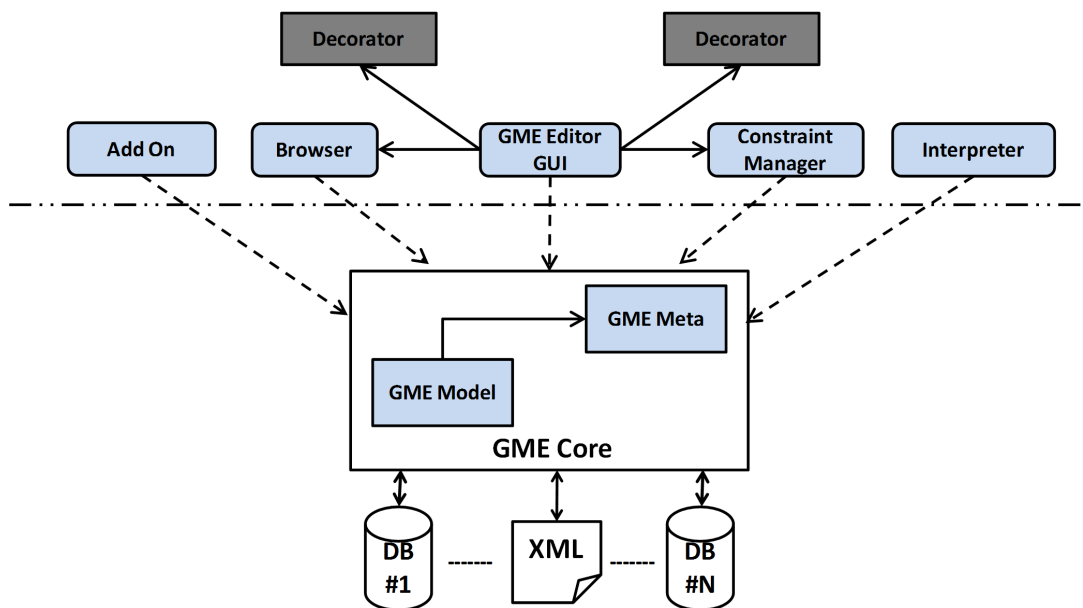 Decorator
Decorator
Add On
Browser
GME Editor
GUI
Constraint
Manager
Interpreter
GME Meta
GME Model
GME Core
DB
#1
XML
DB
#N